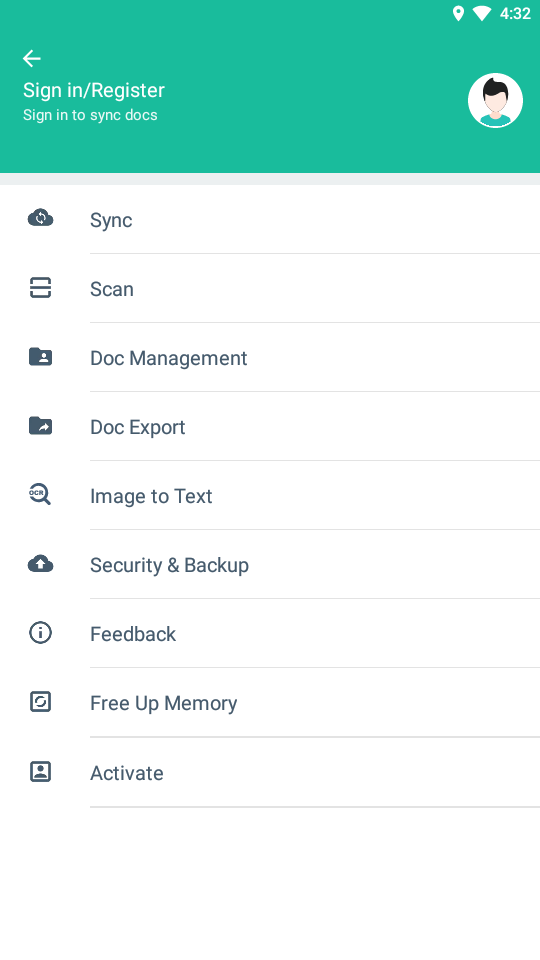 4:32
Sign in/Register
Sign in to sync docs
Sync
Scan
Doc Management
Doc Export
OCR
Image to Text
Security & Backup
Feedback
Free Up Memory
Activate